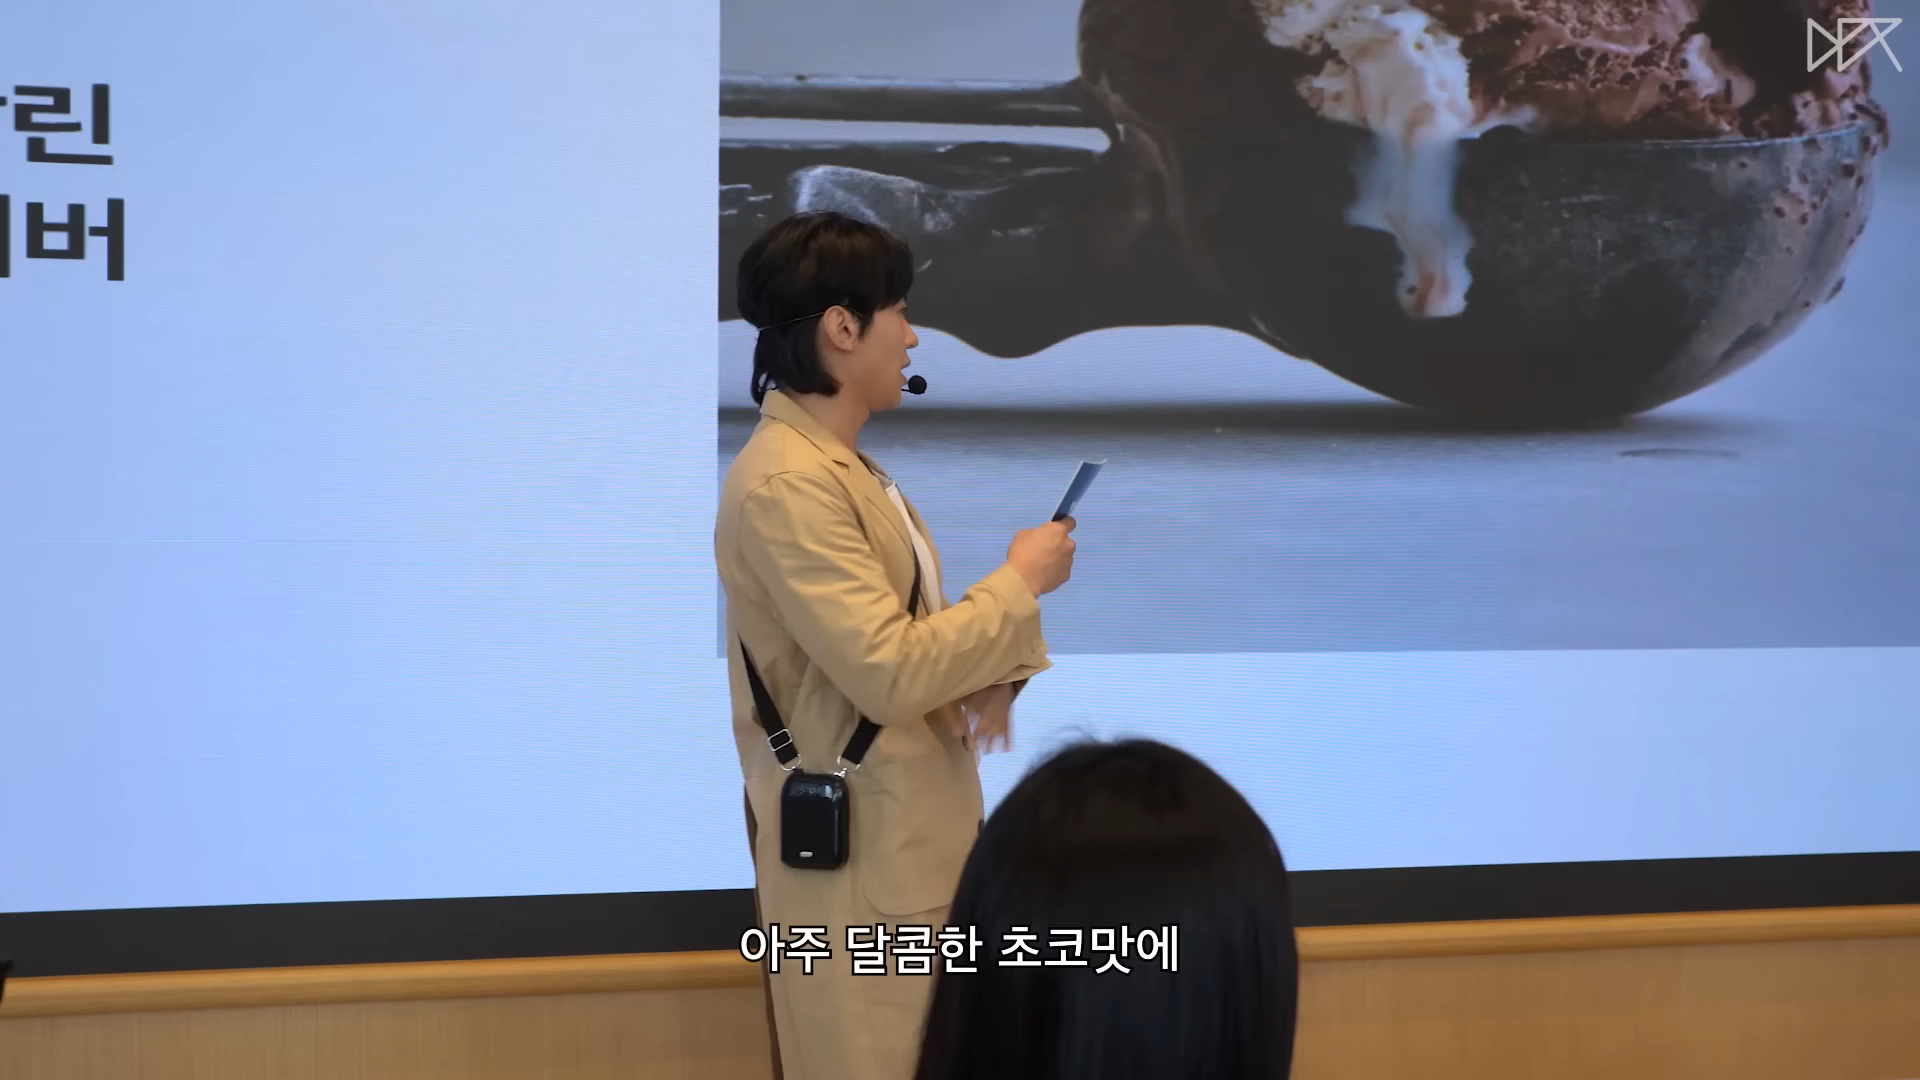 린
버
아주 달콤한 초코맛에